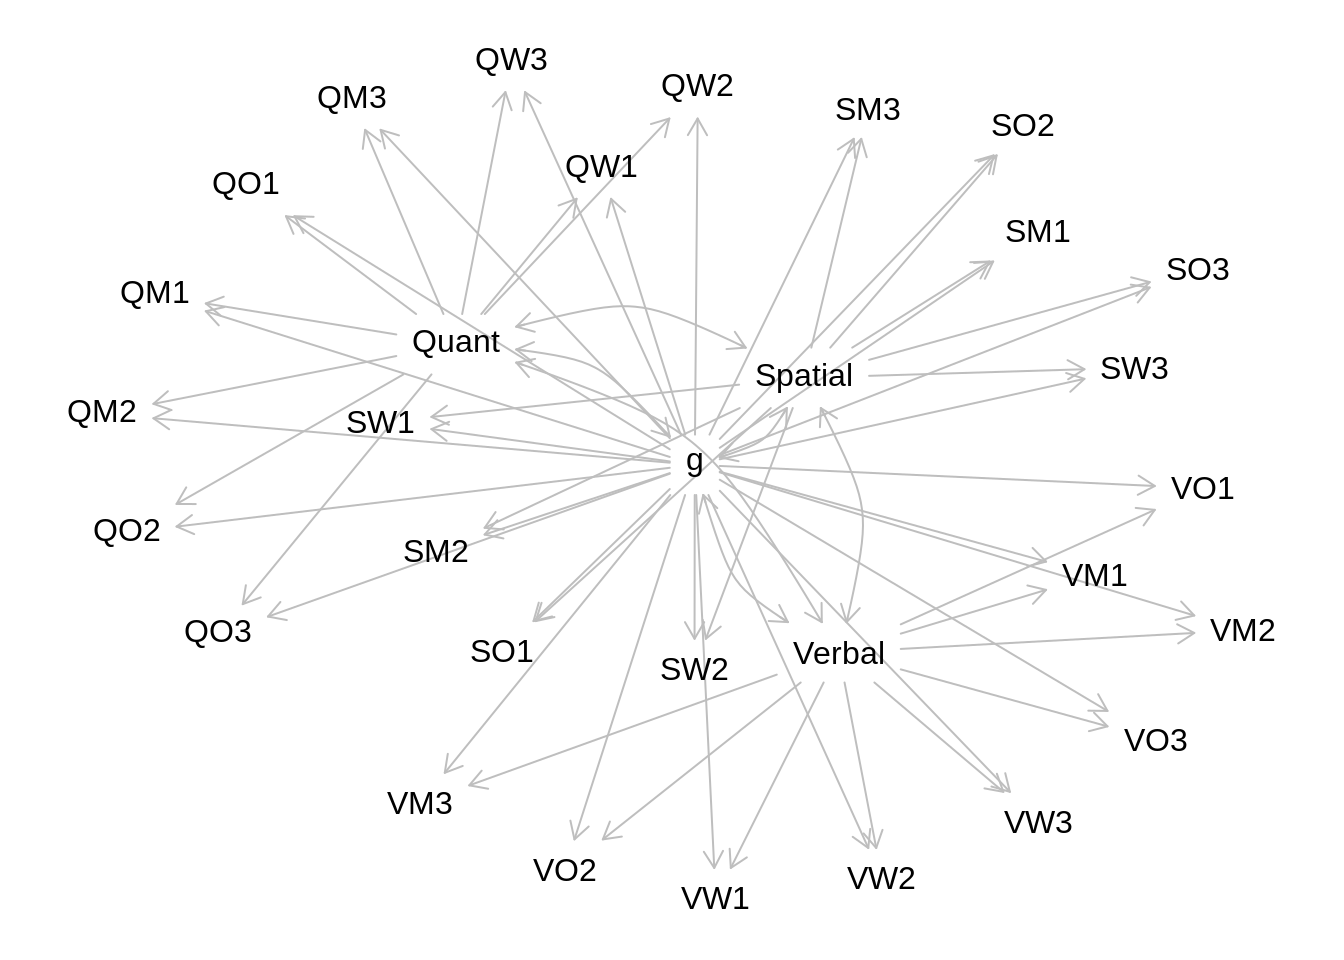 QW3
QW2
QM3
SM3
SO2
QW1
QO1
SM1
SO3
QM1
Quant
SW3
Spatial
QM2
SW1
g
VO1
QO2
SM2
VM1
QO3
VM2
SO1
Verbal
SW2
VO3
VM3
VW3
VO2
VW2
VW1